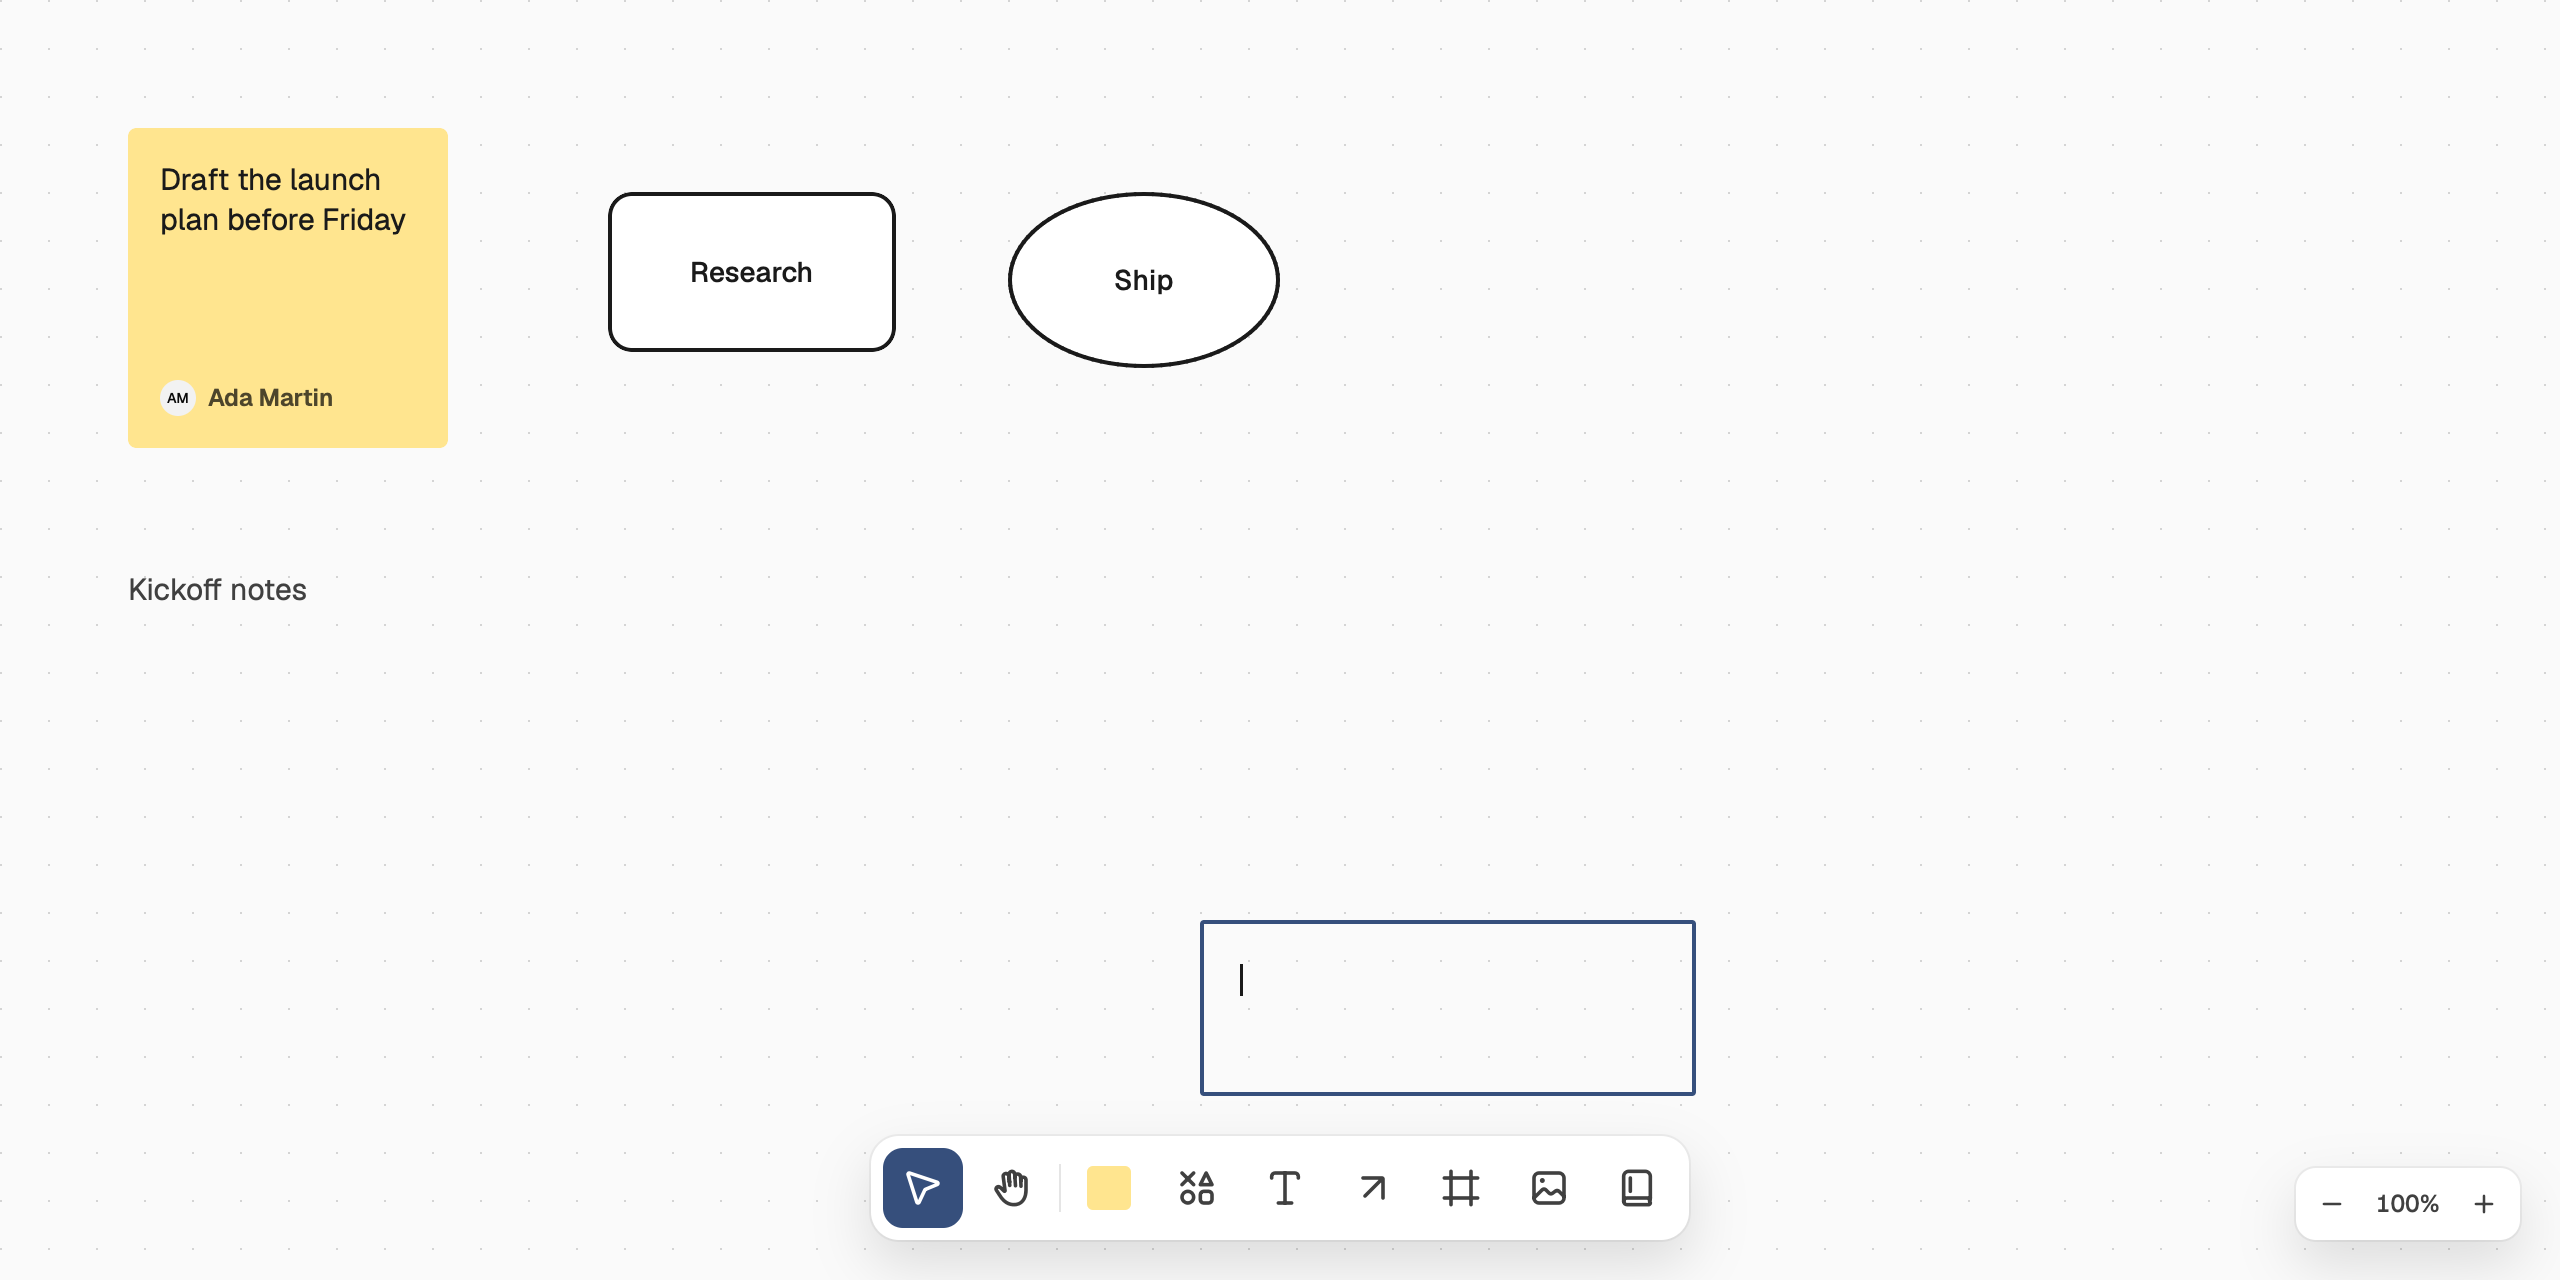 Draft the launch
plan before Friday
AM Ada Martin
Research
Ship
Kickoff notes
100%